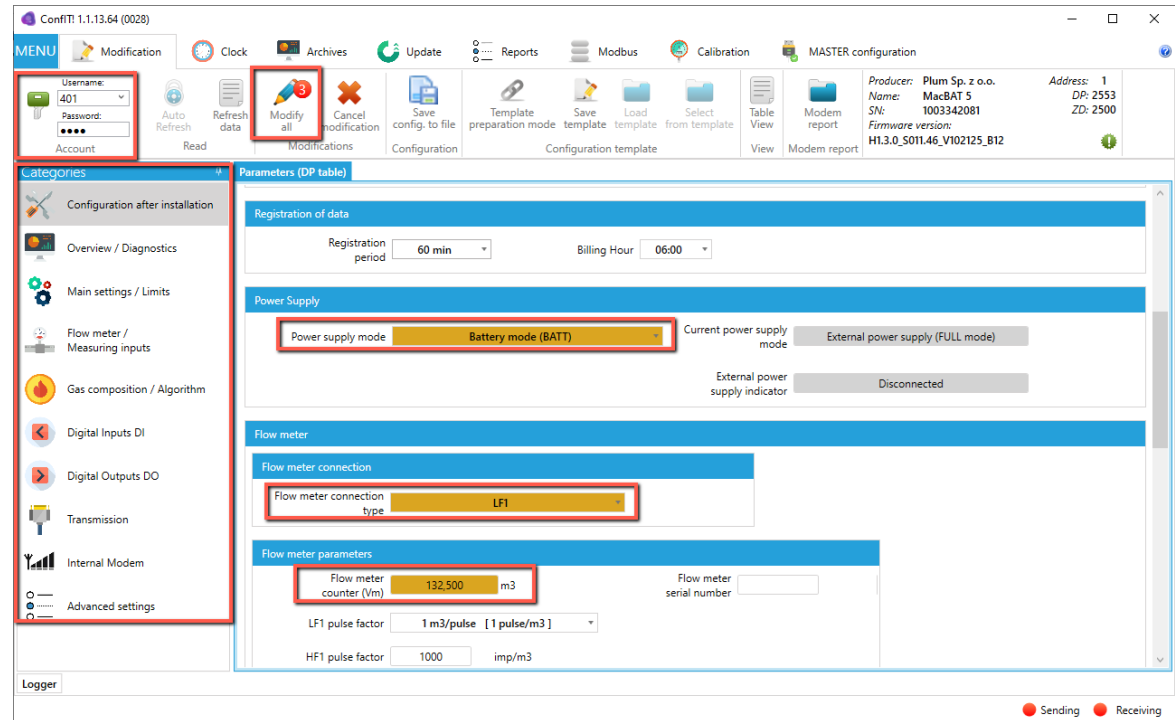 ConfIT! 1.1.13.64 (0028)
MENU Modification Clock Archives Update Reports Modbus Calibration MASTER configuration
Username:
401
Password:
••••
Account
Auto Refresh
Refresh data
Read
3
Modify all
Cancel modification
Modifications
Save config. to file
Configuration
Template preparation mode
Save template
Load template
Select from template
Configuration template
Table View
View
Modem report
Modem report
Producer: Plum Sp. z o.o.
Name: MacBAT 5
SN: 1003342081
Firmware version:
H1.3.0_S011.46_V102125_B12
Address: 1
DP: 2553
ZD: 2500
Categories
Configuration after installation
Overview / Diagnostics
Main settings / Limits
Flow meter /
Measuring inputs
Gas composition / Algorithm
Digital Inputs DI
Digital Outputs DO
Transmission
Internal Modem
Advanced settings
Parameters (DP table)
Registration of data
Registration
period
60 min
Billing Hour 06:00
Power Supply
Power supply mode Battery mode (BATT)
Current power supply
mode
External power supply (FULL mode)
External power
supply indicator
Disconnected
Flow meter
Flow meter connection
Flow meter connection
type
LF1
Flow meter parameters
Flow meter
counter (Vm)
132,500 m3
Flow meter
serial number
LF1 pulse factor 1 m3/pulse [ 1 pulse/m3 ]
HF1 pulse factor 1000 imp/m3
Logger
Sending Receiving